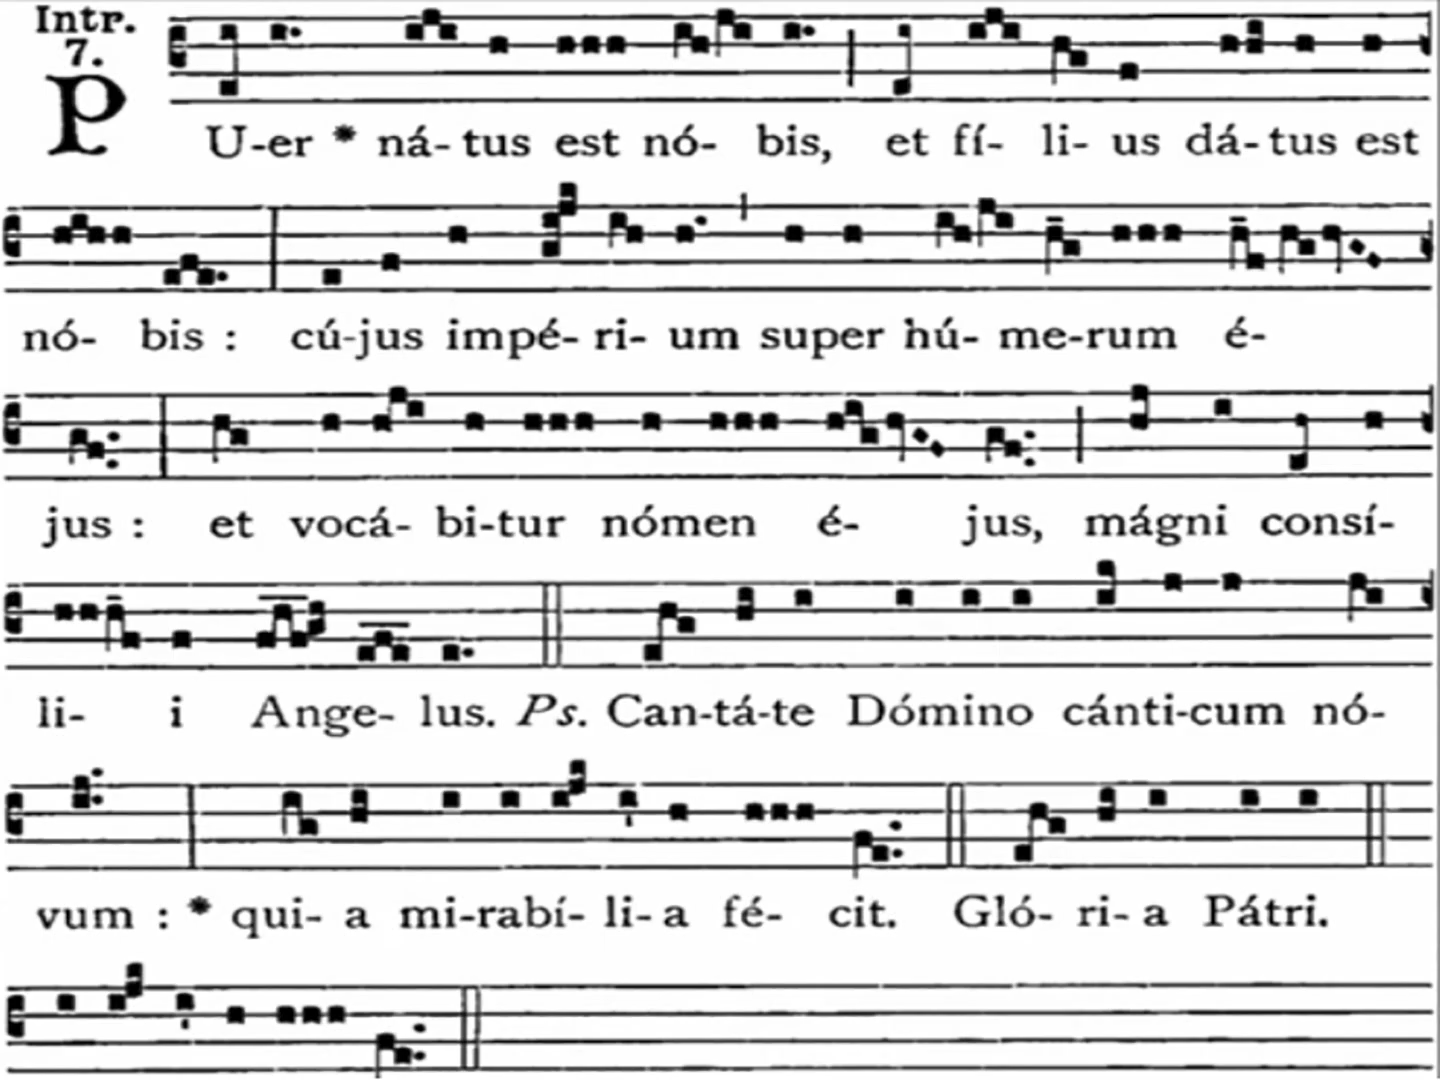 Intr.
7.
PU-er * ná-tus est nó- bis, et fí- li- us dá-tus est
nó- bis : cú-jus impé- ri- um super hú- me-rum é-
jus : et vocá- bi-tur nómen é- jus, mágni consí-
li- i Ange- lus. Ps. Can-tá-te Dómino cánti-cum nó-
vum : * qui- a mi-rabí- li- a fé- cit. Gló- ri- a Pátri.